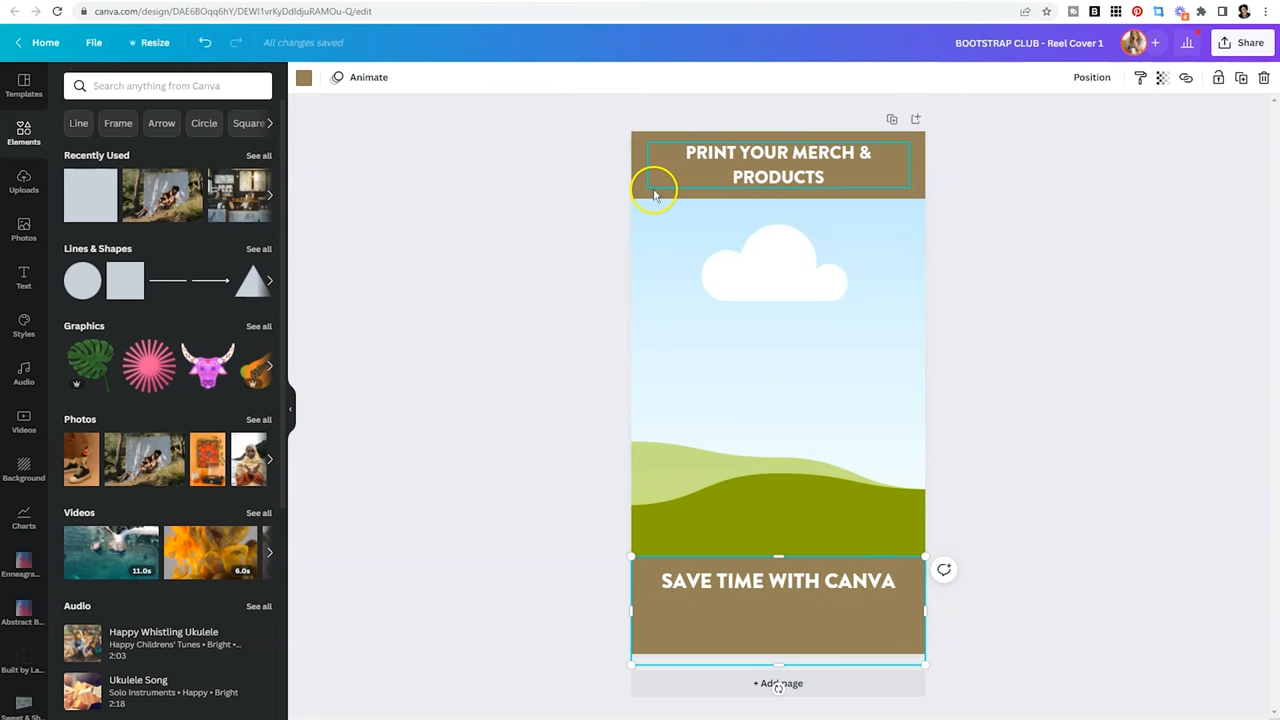 canva.com/design/DAE6BOqq6hY/DEWI1vrKyDdIdjuRAMOu-Q/edit
Home
File
Resize
All changes saved
BOOTSTRAP CLUB - Reel Cover 1
Share
Templates
Elements
Uploads
Photos
Text
Styles
Audio
Videos
Background
Charts
Enneagra...
Abstract B...
Built by La...
Sweet & S...
Search anything from Canva
Line
Frame
Arrow
Circle
Square
Recently Used
See all
Lines & Shapes
See all
Graphics
See all
Photos
See all
Videos
See all
11.0s
6.0s
Audio
See all
Happy Whistling Ukulele
Happy Childrens' Tunes • Bright •...
2:03
Ukulele Song
Solo Instruments • Happy • Bright
2:18
Animate
Position
PRINT YOUR MERCH &
PRODUCTS
SAVE TIME WITH CANVA
+ Add page